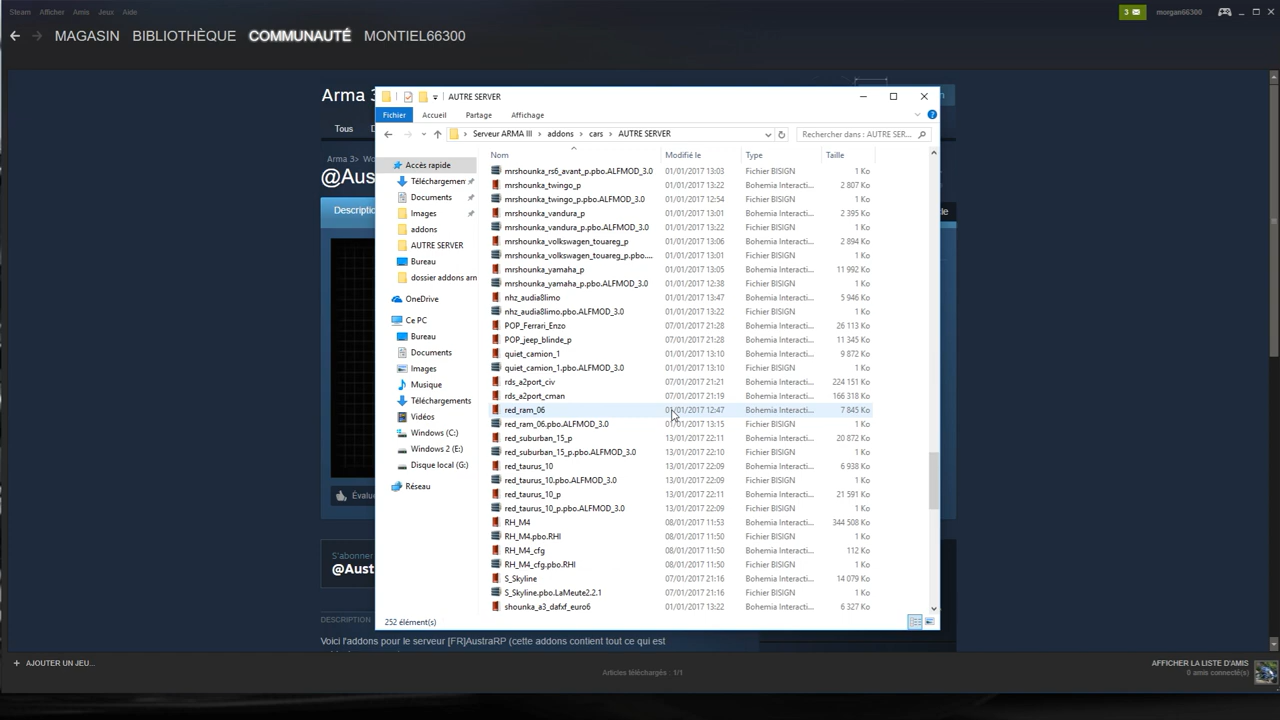 Steam Afficher Amis Jeux Aide
3
morgan66300
MAGASIN BIBLIOTHÈQUE COMMUNAUTÉ MONTIEL66300
Arma 3
Tous
Arma 3>
@Aus
Descriptio
Évalue
S'abonner
@Aust
DESCRIPTION
Voici l'addons pour le serveur [FR]AustraRP (cette addons contient tout ce qui est
AUTRE SERVER
Fichier Accueil Partage Affichage
Serveur ARMA III > addons > cars > AUTRE SERVER
Rechercher dans : AUTRE SER...
Accès rapide
Téléchargemen
Documents
Images
addons
AUTRE SERVER
Bureau
dossier addons arn
OneDrive
Ce PC
Bureau
Documents
Images
Musique
Téléchargements
Vidéos
Windows (C:)
Windows 2 (E:)
Disque local (G:)
Réseau
Nom Modifié le Type Taille
mrshounka_rs6_avant_p.pbo.ALFMOD_3.0 01/01/2017 13:03 Fichier BISIGN 1 Ko
mrshounka_twingo_p 01/01/2017 13:22 Bohemia Interacti... 2 807 Ko
mrshounka_twingo_p.pbo.ALFMOD_3.0 01/01/2017 12:54 Fichier BISIGN 1 Ko
mrshounka_vandura_p 01/01/2017 13:01 Bohemia Interacti... 2 395 Ko
mrshounka_vandura_p.pbo.ALFMOD_3.0 01/01/2017 13:22 Fichier BISIGN 1 Ko
mrshounka_volkswagen_touareg_p 01/01/2017 13:06 Bohemia Interacti... 2 894 Ko
mrshounka_volkswagen_touareg_p.pbo.... 01/01/2017 13:01 Fichier BISIGN 1 Ko
mrshounka_yamaha_p 01/01/2017 13:05 Bohemia Interacti... 11 992 Ko
mrshounka_yamaha_p.pbo.ALFMOD_3.0 01/01/2017 12:38 Fichier BISIGN 1 Ko
nhz_audia8limo 01/01/2017 13:47 Bohemia Interacti... 5 946 Ko
nhz_audia8limo.pbo.ALFMOD_3.0 01/01/2017 13:22 Fichier BISIGN 1 Ko
POP_Ferrari_Enzo 07/01/2017 21:28 Bohemia Interacti... 26 113 Ko
POP_jeep_blinde_p 07/01/2017 21:28 Bohemia Interacti... 11 345 Ko
quiet_camion_1 01/01/2017 13:10 Bohemia Interacti... 9 872 Ko
quiet_camion_1.pbo.ALFMOD_3.0 01/01/2017 13:10 Fichier BISIGN 1 Ko
rds_a2port_civ 07/01/2017 21:21 Bohemia Interacti... 224 151 Ko
rds_a2port_cman 07/01/2017 21:19 Bohemia Interacti... 166 318 Ko
red_ram_06 01/01/2017 12:47 Bohemia Interacti... 7 845 Ko
red_ram_06.pbo.ALFMOD_3.0 01/01/2017 13:15 Fichier BISIGN 1 Ko
red_suburban_15_p 13/01/2017 22:11 Bohemia Interacti... 20 872 Ko
red_suburban_15_p.pbo.ALFMOD_3.0 13/01/2017 22:10 Fichier BISIGN 1 Ko
red_taurus_10 13/01/2017 22:09 Bohemia Interacti... 6 938 Ko
red_taurus_10.pbo.ALFMOD_3.0 13/01/2017 22:09 Fichier BISIGN 1 Ko
red_taurus_10_p 13/01/2017 22:09 Bohemia Interacti... 21 591 Ko
red_taurus_10_p.pbo.ALFMOD_3.0 13/01/2017 22:09 Fichier BISIGN 1 Ko
RH_M4 08/01/2017 11:53 Bohemia Interacti... 344 508 Ko
RH_M4.pbo.RHI 08/01/2017 11:50 Fichier BISIGN 1 Ko
RH_M4_cfg 08/01/2017 11:50 Bohemia Interacti... 112 Ko
RH_M4_cfg.pbo.RHI 08/01/2017 11:50 Fichier BISIGN 1 Ko
S_Skyline 07/01/2017 21:16 Bohemia Interacti... 14 079 Ko
S_Skyline.pbo.LaMeute2.2.1 07/01/2017 21:16 Fichier BISIGN 1 Ko
shounka_a3_dafxf_euro6 01/01/2017 13:22 Bohemia Interacti... 6 327 Ko
252 élément(s)
AJOUTER UN JEU...
Articles téléchargés : 1/1
AFFICHER LA LISTE D'AMIS
0 amis connecté(s)